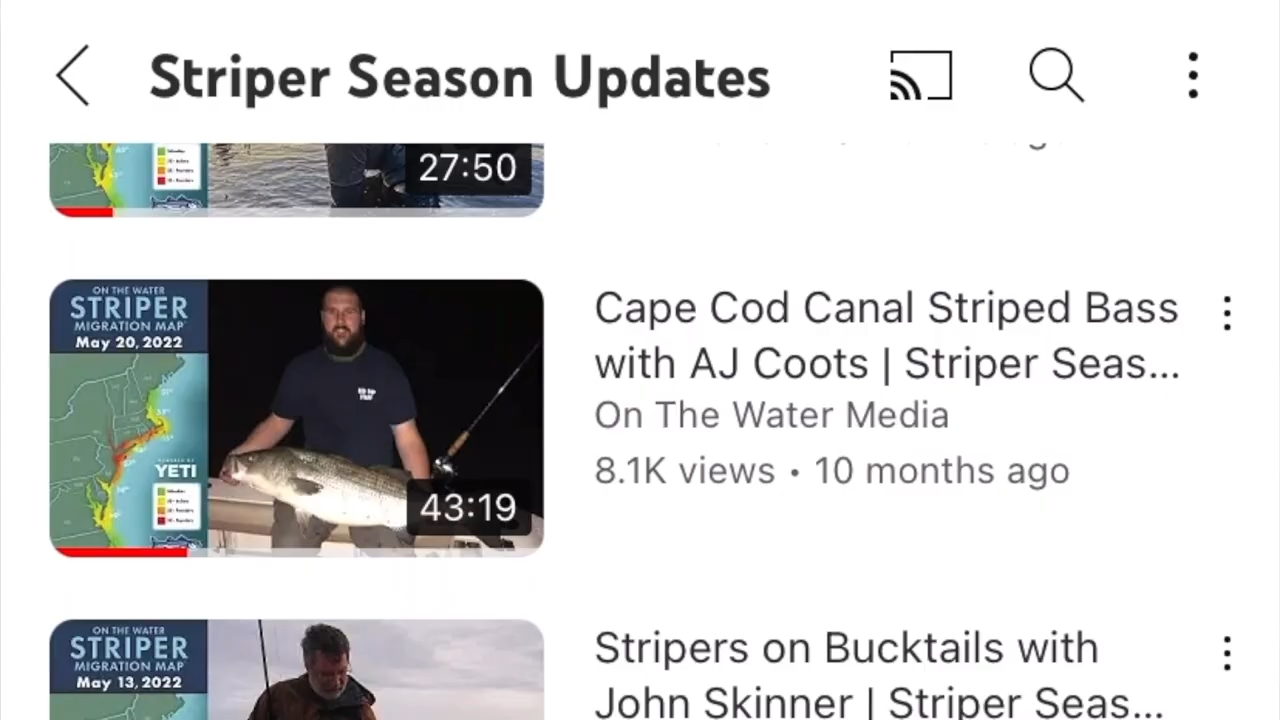 Striper Season Updates
27:50
ON THE WATER
STRIPER
MIGRATION MAP
May 20, 2022
YETI
43:19
Cape Cod Canal Striped Bass
with AJ Coots | Striper Seas...
On The Water Media
8.1K views • 10 months ago
ON THE WATER
STRIPER
MIGRATION MAP
May 13, 2022
Stripers on Bucktails with
John Skinner | Striper Seas...